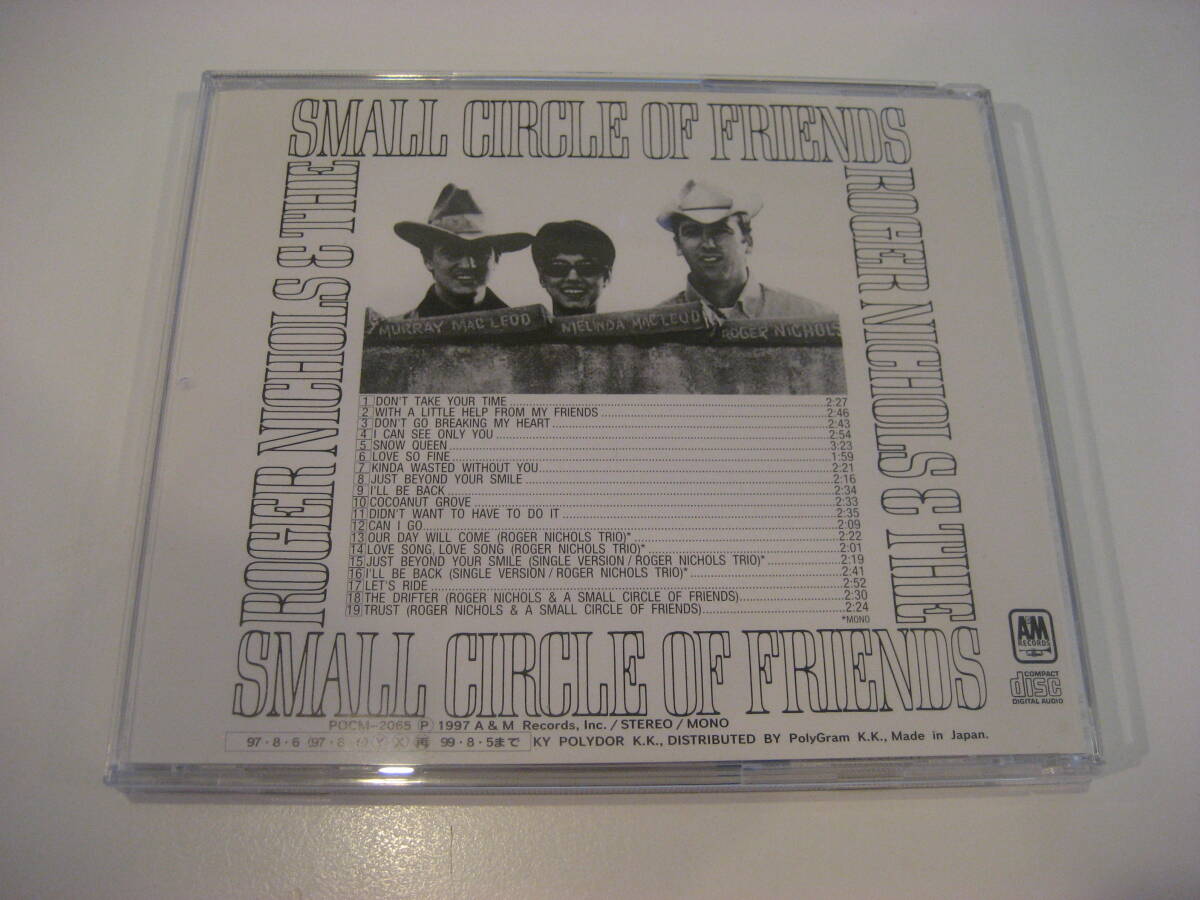 SMALL CIRCLE OF FRIENDS
ROGER NICHOLS & THE
ROGER NICHOLS & THE
MURRAY MAC LEOD
MELINDA MAC LEOD
ROGER NICHOLS
1 DON'T TAKE YOUR TIME 2:27
2 WITH A LITTLE HELP FROM MY FRIENDS 2:46
3 DON'T GO BREAKING MY HEART 2:43
4 I CAN SEE ONLY YOU 2:54
5 SNOW QUEEN 3:23
6 LOVE SO FINE 1:59
7 KINDA WASTED WITHOUT YOU 2:21
8 JUST BEYOND YOUR SMILE 2:16
9 I'LL BE BACK 2:34
10 COCOANUT GROVE 2:33
11 DIDN'T WANT TO HAVE TO DO IT 2:35
12 CAN I GO 2:09
13 OUR DAY WILL COME (ROGER NICHOLS TRIO)* 2:22
14 LOVE SONG, LOVE SONG (ROGER NICHOLS TRIO)* 2:01
15 JUST BEYOND YOUR SMILE (SINGLE VERSION / ROGER NICHOLS TRIO)* 2:19
16 I'LL BE BACK (SINGLE VERSION / ROGER NICHOLS TRIO)* 2:41
17 LET'S RIDE 2:52
18 THE DRIFTER (ROGER NICHOLS & A SMALL CIRCLE OF FRIENDS) 2:30
19 TRUST (ROGER NICHOLS & A SMALL CIRCLE OF FRIENDS) 2:24
*MONO
SMALL CIRCLE OF FRIENDS
A&M
RECORDS
COMPACT
disc
DIGITAL AUDIO
POCM-2065 Ⓟ 1997 A & M Records, Inc. / STEREO / MONO
97・8・6 (97・8・ Y X) 再 99・8・5まで KY POLYDOR K.K., DISTRIBUTED BY PolyGram K.K., Made in Japan.